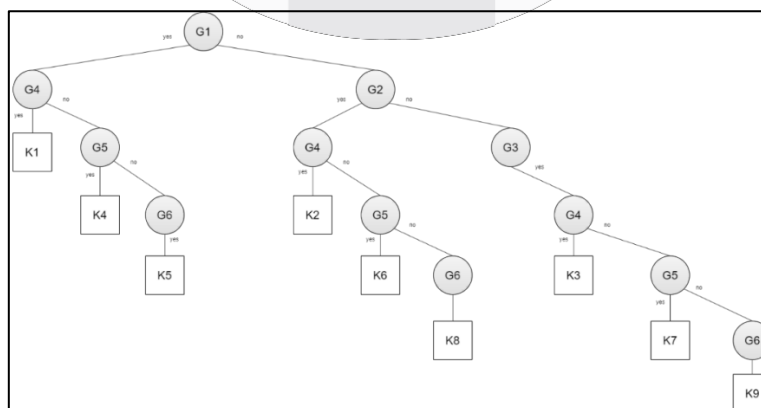 G1
yes no
G4 G2
yes no yes no
K1 G5 G4 G3
yes no yes no yes
K4 G6 K2 G5 G4
yes yes no yes no
K5 K6 G6 K3 G5
yes no
K8 K7 G6
K9